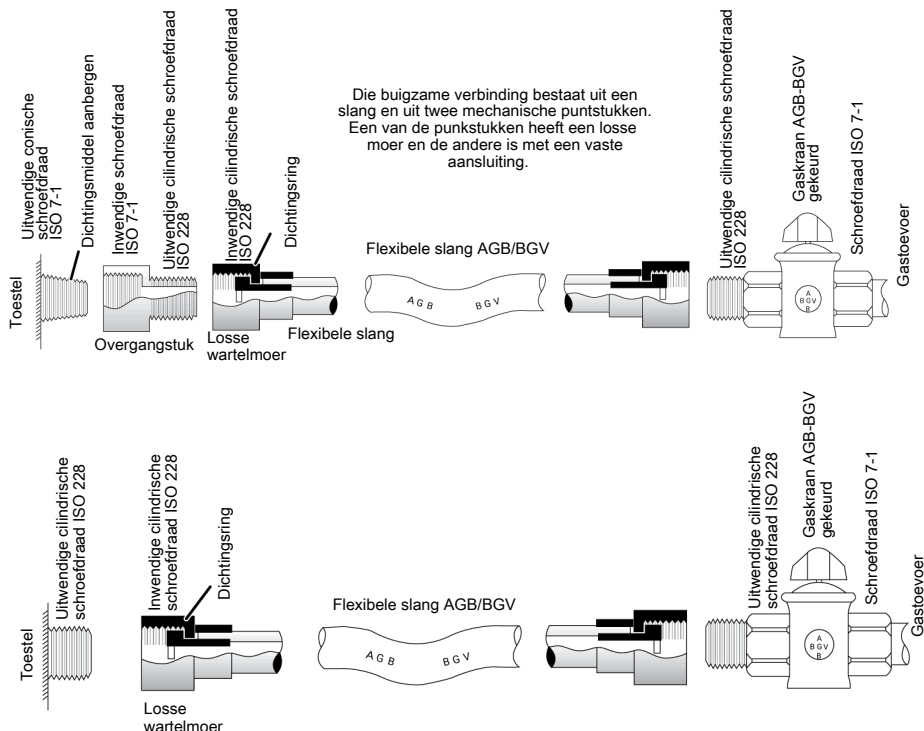 Die buigzame verbinding bestaat uit een
slang en uit twee mechanische puntstukken.
Een van de punkstukken heeft een losse
moer en de andere is met een vaste
aansluiting.
Toestel
Uitwendige conische
schroefdraad
ISO 7-1
Dichtingsmiddel aanbergen
Inwendige schroefdraad
ISO 7-1
Uitwendige cilindrische schroefdraad
ISO 228
Inwendige cilindrische schroefdraad
ISO 228
Dichtingsring
Flexibele slang AGB/BGV
AGB BGV
Uitwendige cilindrische schroefdraad
ISO 228
Gaskraan AGB-BGV
gekeurd
Schroefdraad ISO 7-1
Gastoevoer
A
BGV
B
Overgangstuk
Losse
wartelmoer
Flexibele slang
Toestel
Uitwendige cilindrische
schroefdraad ISO 228
Inwendige cilindrische
schroefdraad ISO 228
Dichtingsring
Flexibele slang AGB/BGV
AGB BGV
Uitwendige cilindrische
schroefdraad ISO 228
Gaskraan AGB-BGV
gekeurd
Schroefdraad ISO 7-1
Gastoevoer
A
BGV
B
Losse
wartelmoer